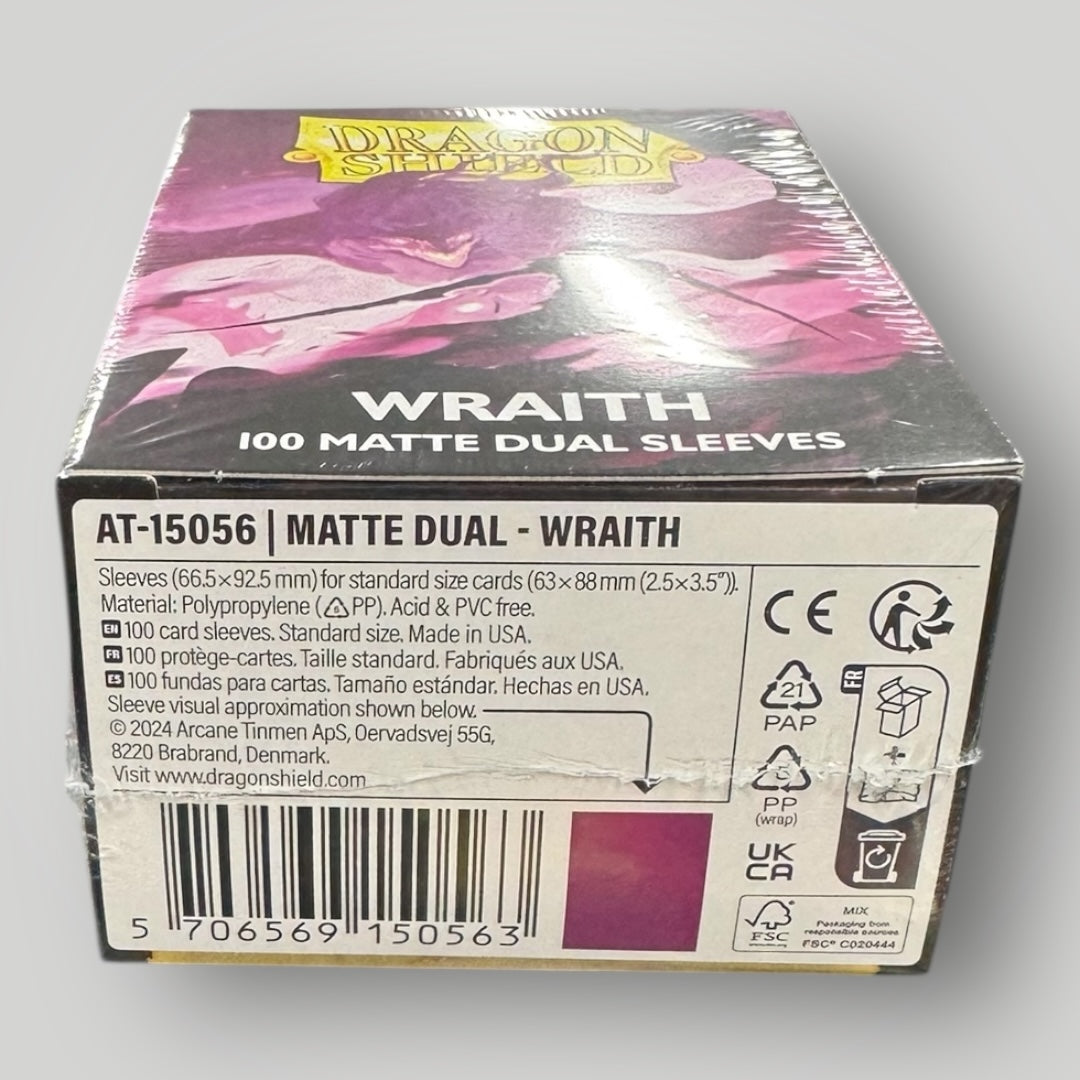 DRAGON
SHIELD
WRAITH
100 MATTE DUAL SLEEVES
AT-15056 | MATTE DUAL - WRAITH
Sleeves (66.5×92.5 mm) for standard size cards (63×88 mm (2.5×3.5")).
Material: Polypropylene (PP). Acid & PVC free.
EN 100 card sleeves. Standard size. Made in USA.
FR 100 protège-cartes. Taille standard. Fabriqués aux USA.
ES 100 fundas para cartas. Tamaño estándar. Hechas en USA.
Sleeve visual approximation shown below.
© 2024 Arcane Tinmen ApS, Oervadsvej 55G,
8220 Brabrand, Denmark.
Visit www.dragonshield.com
5 706569 150563
CE
21
PAP
5
PP
(wrap)
UK
CA
FR
FSC
MIX
Packaging from
responsible sources
FSC® C020444